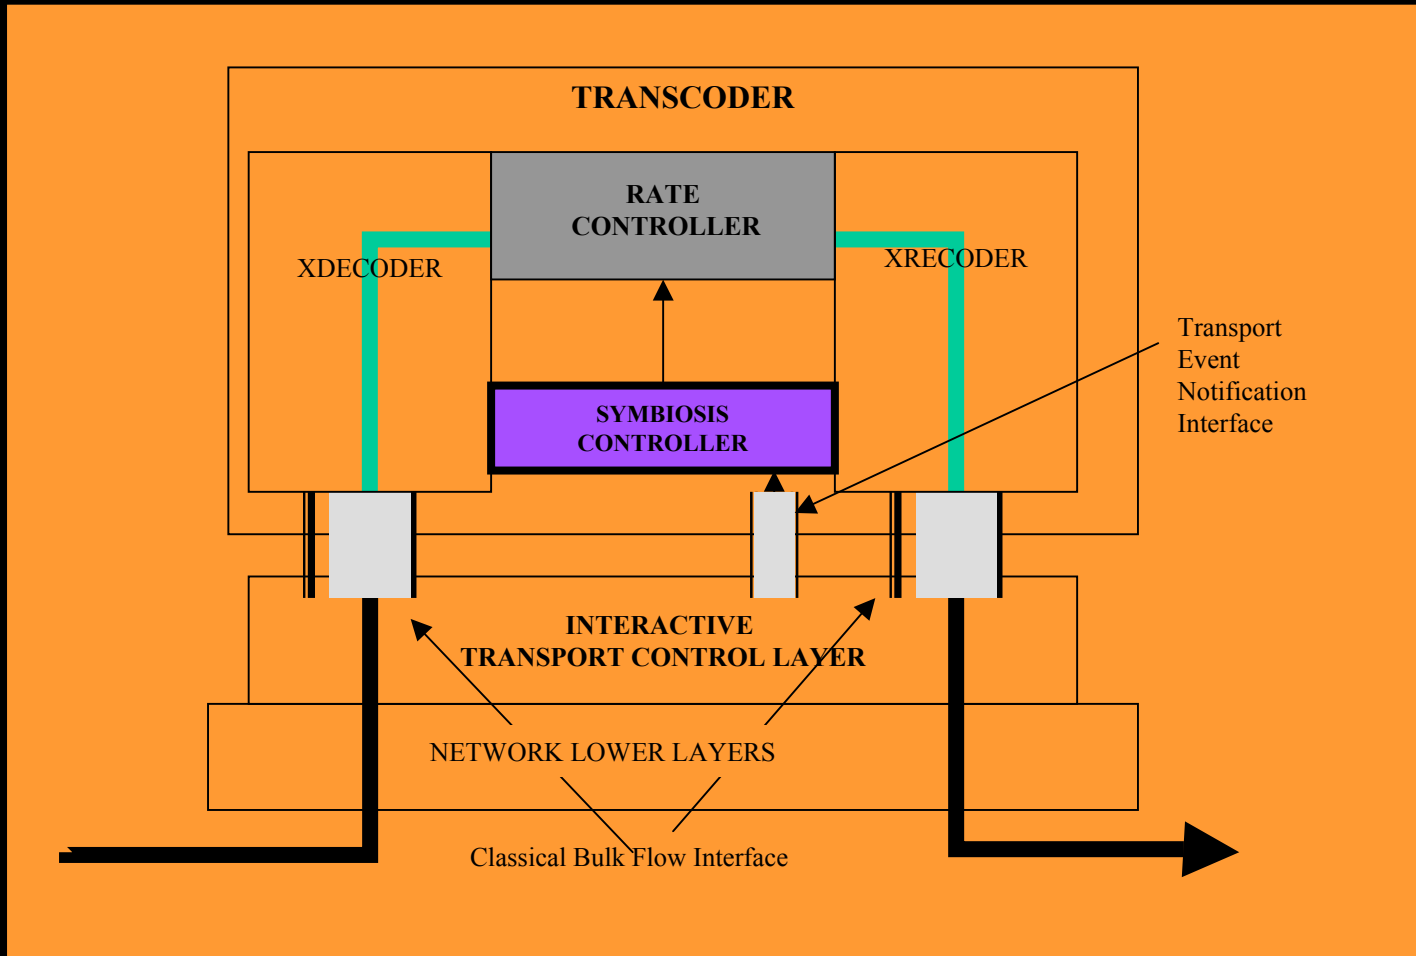 TRANSCODER
RATE
CONTROLLER
XDECODER
XRECODER
Transport
Event
Notification
Interface
SYMBIOSIS
CONTROLLER
INTERACTIVE
TRANSPORT CONTROL LAYER
NETWORK LOWER LAYERS
Classical Bulk Flow Interface